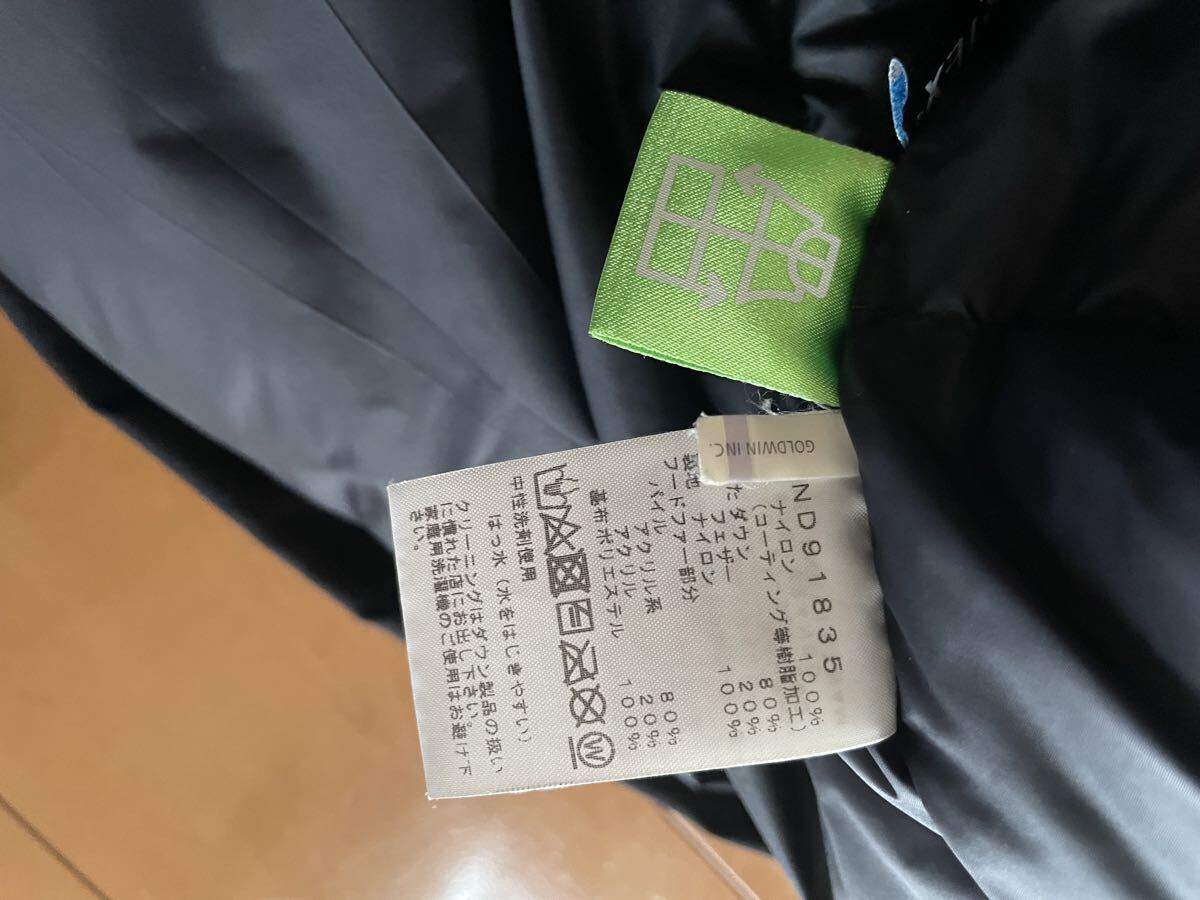 GOLDWIN INC.
ND91835
ナイロン 100%
(コーティング等樹脂加工)
た ダウン 80%
フェザー 20%
ナイロン 100%
フードファー部分
パイル アクリル系 80%
アクリル 20%
基布 ポリエステル 100%
W
中性洗剤使用
はっ水(水をはじきやすい)
クリーニングはダウン製品の扱い
に慣れた店にお出し下さい。
家庭用洗濯機のご使用はお避け下
さい。